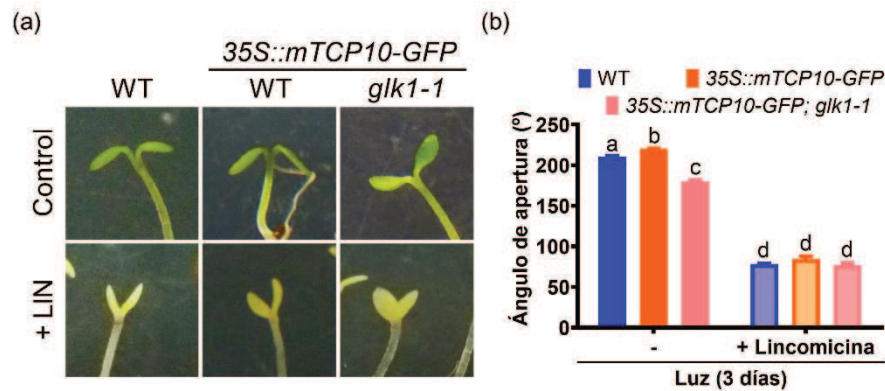 (a)
35S::mTCP10-GFP
WT WT glk1-1
Control
+ LIN
(b)
WT 35S::mTCP10-GFP
35S::mTCP10-GFP; glk1-1
Ángulo de apertura (º)
250
200
150
100
50
0
a b c d d d
- + Lincomicina
Luz (3 días)